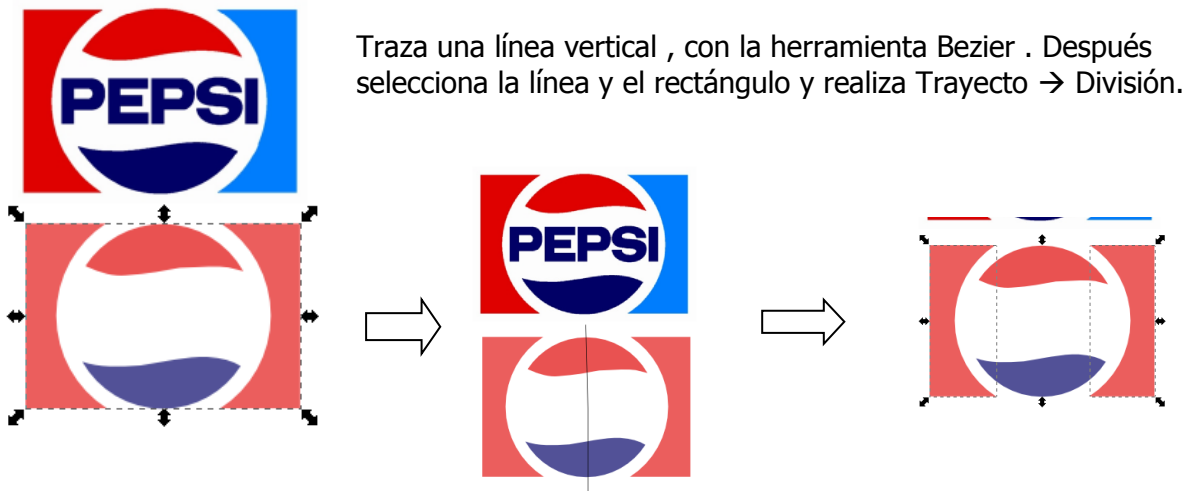 PEPSI
Traza una línea vertical , con la herramienta Bezier . Después
selecciona la línea y el rectángulo y realiza Trayecto → División.
PEPSI